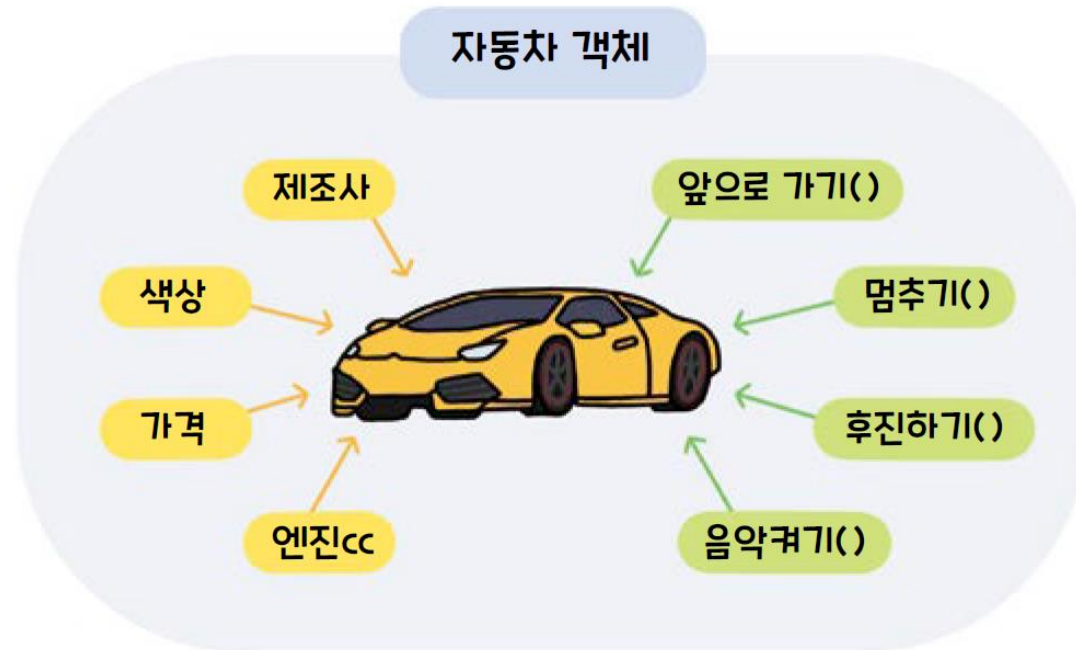 자동차 객체
제조사
앞으로 가기()
색상
멈추기()
가격
후진하기()
엔진cc
음악켜기()